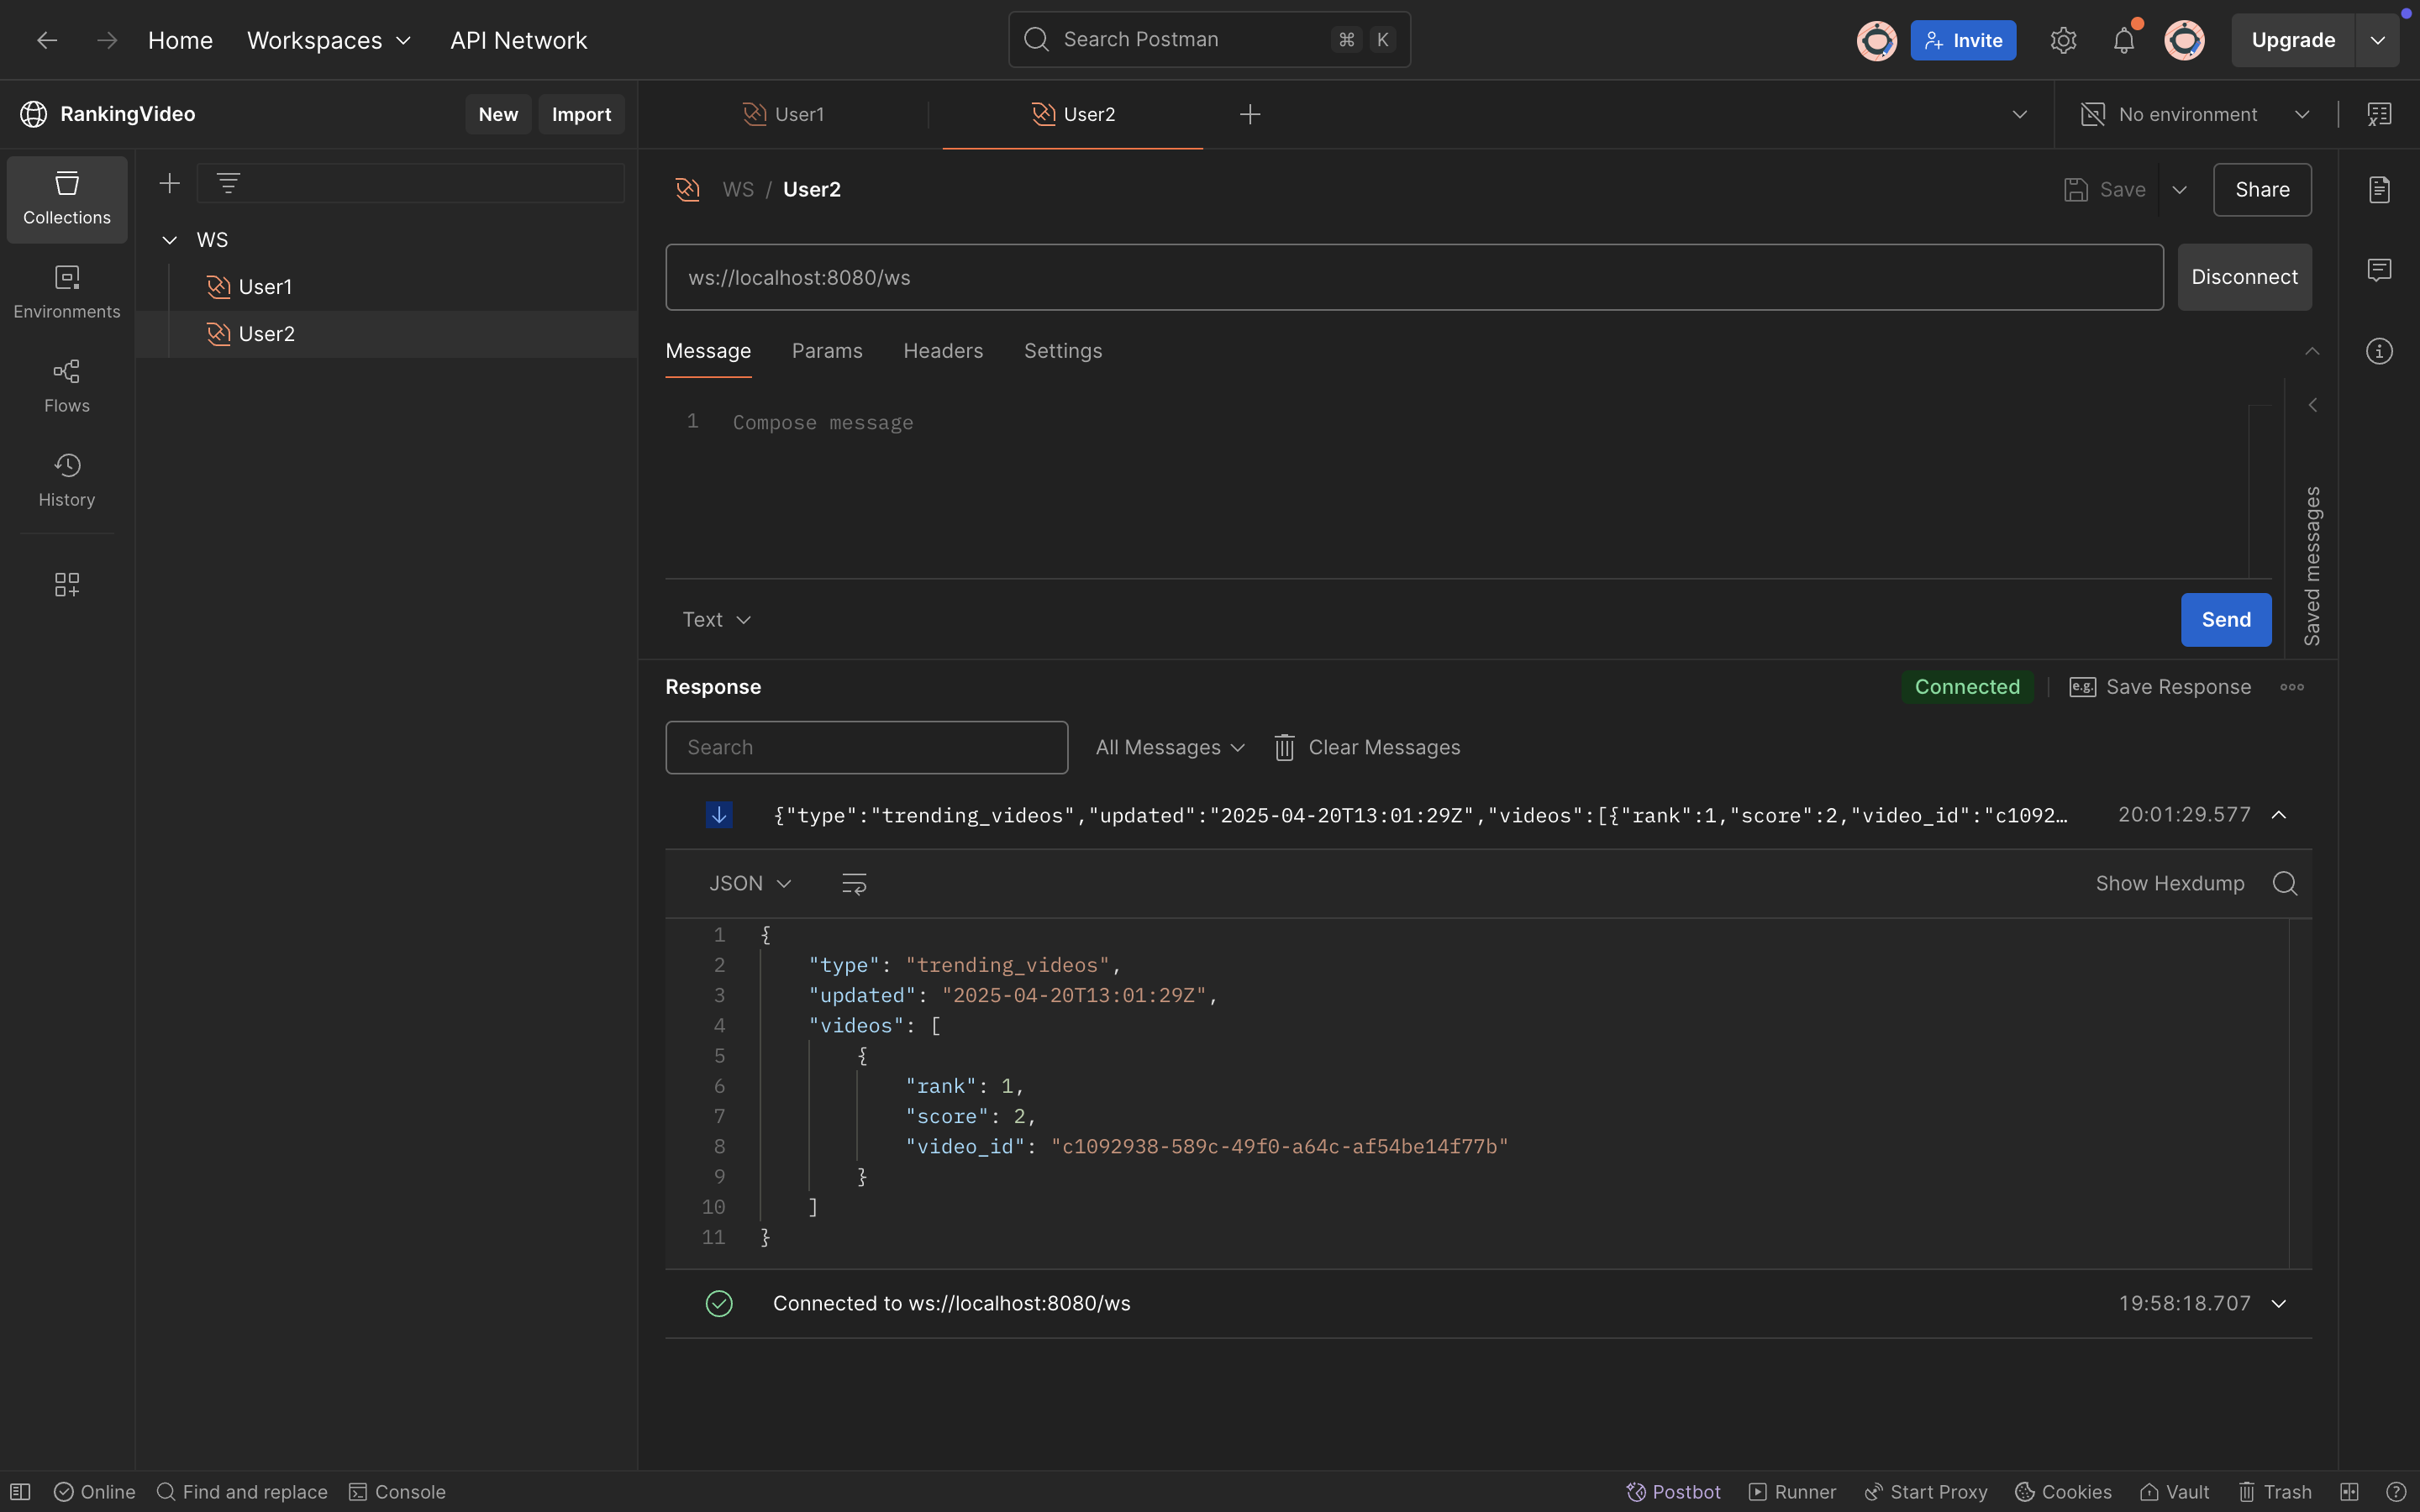 Home
Workspaces
API Network
Search Postman
⌘ K
Invite
Upgrade
RankingVideo
New
Import
User1
User2
No environment
Collections
Environments
Flows
History
WS
User1
User2
WS / User2
Save
Share
ws://localhost:8080/ws
Disconnect
Message
Params
Headers
Settings
1 Compose message
Saved messages
Text
Send
Response
Connected
e.g. Save Response
Search
All Messages
Clear Messages
{"type":"trending_videos","updated":"2025-04-20T13:01:29Z","videos":[{"rank":1,"score":2,"video_id":"c1092…
20:01:29.577
JSON
Show Hexdump
1 {
2 "type": "trending_videos",
3 "updated": "2025-04-20T13:01:29Z",
4 "videos": [
5 {
6 "rank": 1,
7 "score": 2,
8 "video_id": "c1092938-589c-49f0-a64c-af54be14f77b"
9 }
10 ]
11 }
Connected to ws://localhost:8080/ws
19:58:18.707
Online
Find and replace
Console
Postbot
Runner
Start Proxy
Cookies
Vault
Trash